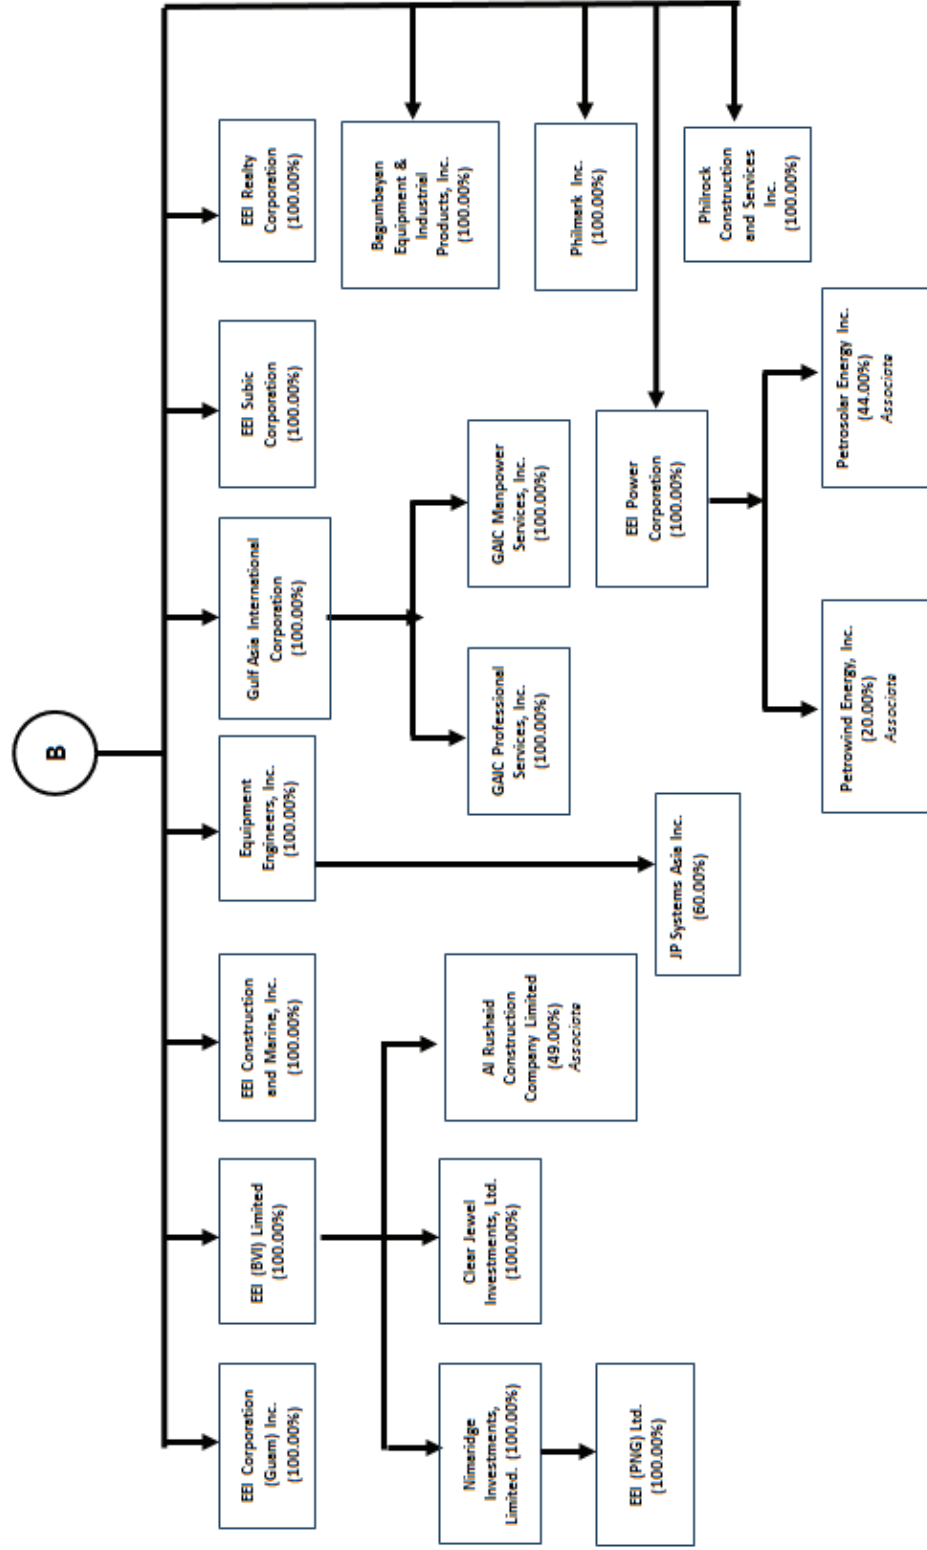 B
EEI Corporation
(Guam) Inc.
(100.00%)
EEI (BVI) Limited
(100.00%)
EEI Construction
and Marine, Inc.
(100.00%)
Equipment
Engineers, Inc.
(100.00%)
Gulf Asia International
Corporation
(100.00%)
EEI Subic
Corporation
(100.00%)
EEI Realty
Corporation
(100.00%)
Bagumbayan
Equipment &
Industrial
Products, Inc.
(100.00%)
Nimaridge
Investments,
Limited. (100.00%)
Clear Jewel
Investments, Ltd.
(100.00%)
Al Rushaid
Construction
Company Limited
(49.00%)
Associate
GAIC Professional
Services, Inc.
(100.00%)
GAIC Manpower
Services, Inc.
(100.00%)
Philmark Inc.
(100.00%)
EEI (PNG) Ltd.
(100.00%)
JP Systems Asia Inc.
(60.00%)
EEI Power
Corporation
(100.00%)
Philrock
Construction
and Services
Inc.
(100.00%)
Petrowind Energy, Inc.
(20.00%)
Associate
Petrosolar Energy Inc.
(44.00%)
Associate